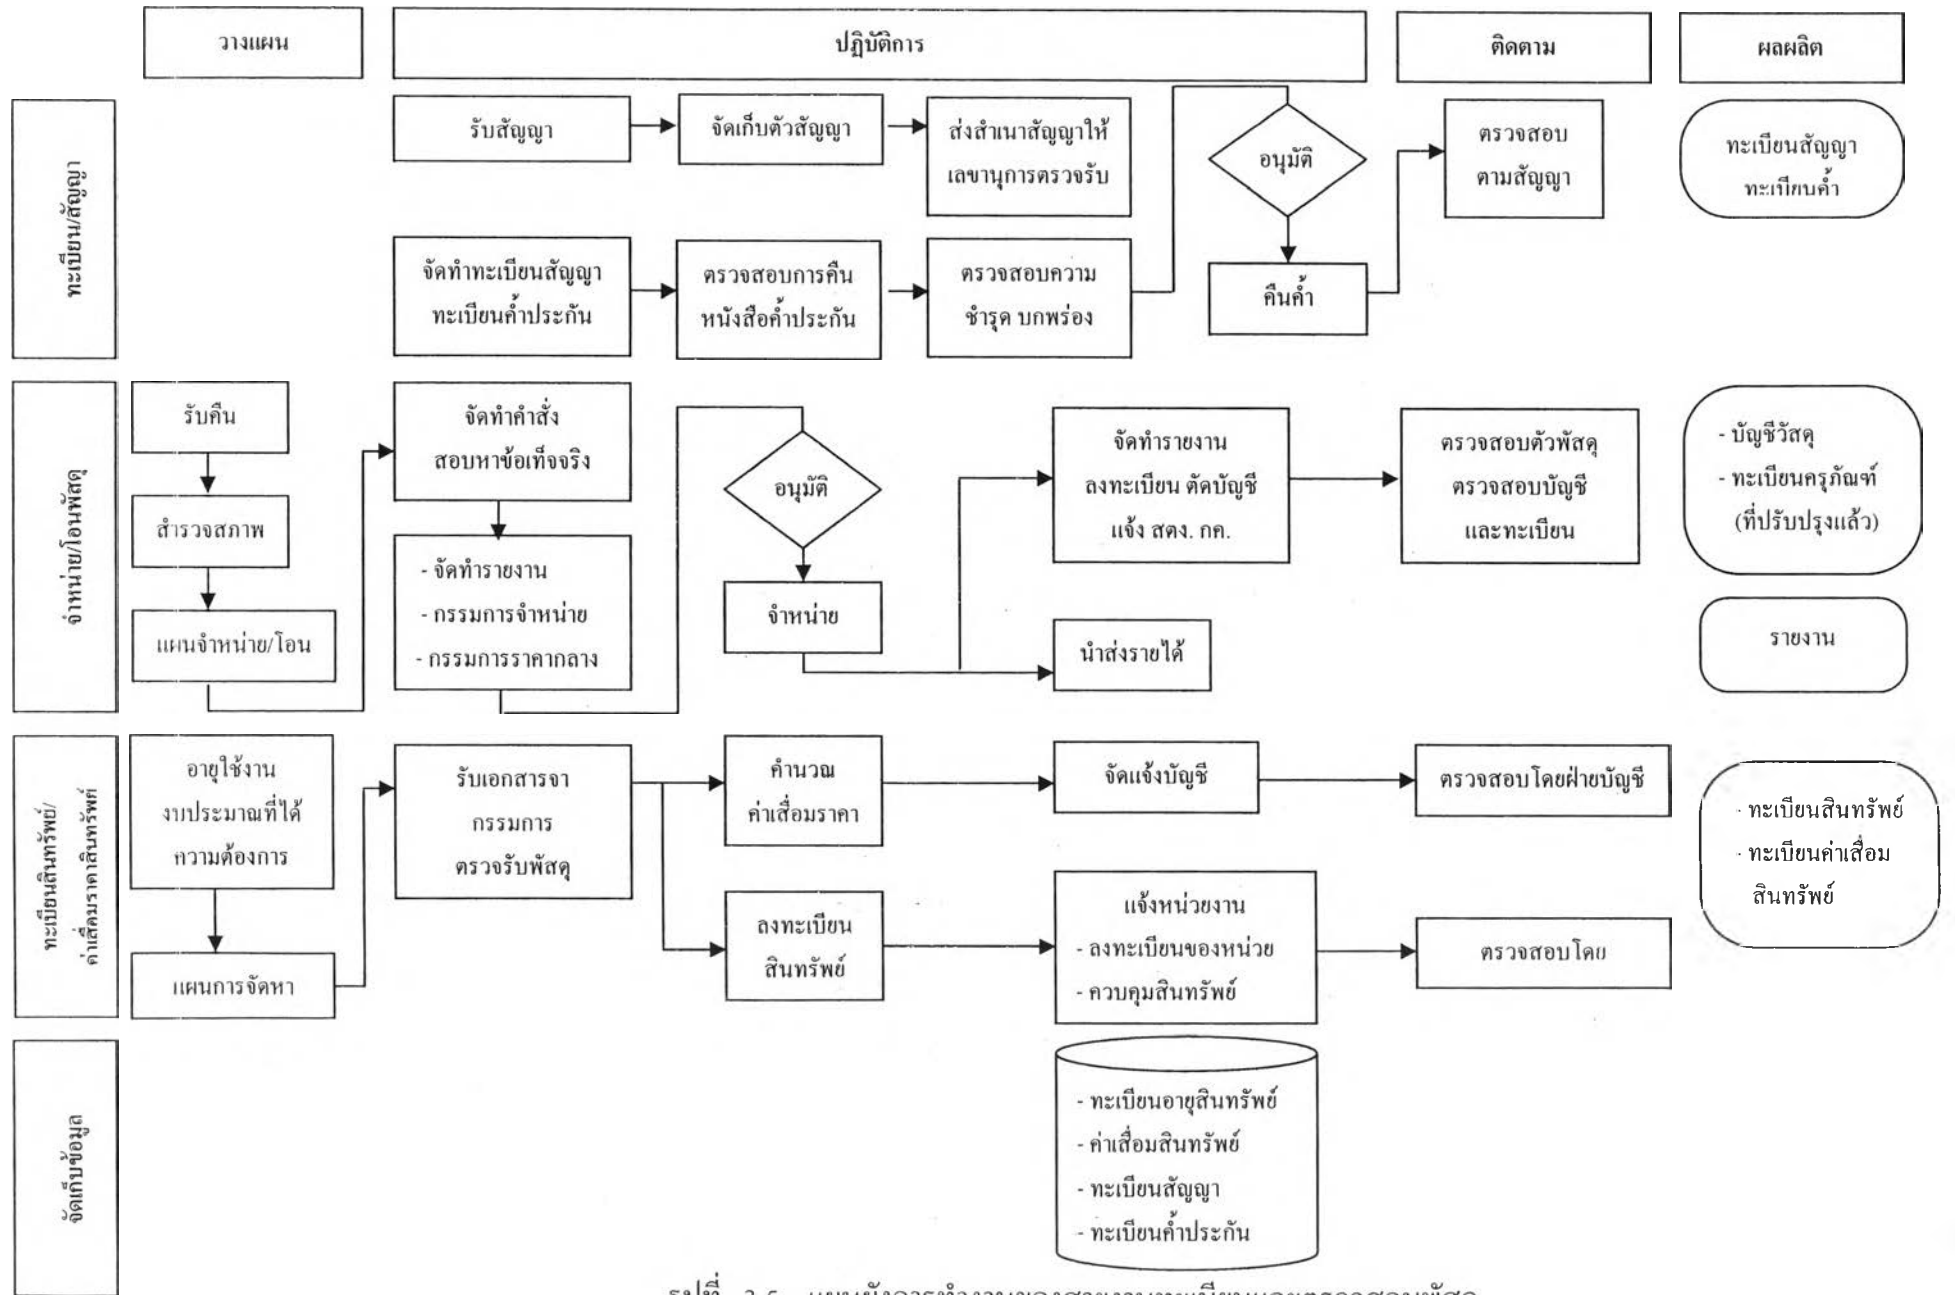 วางแผน
ปฏิบัติการ
ติดตาม
ผลผลิต
ทะเบียน/สัญญา
รับสัญญา
จัดเก็บตัวสัญญา
ส่งสำเนาสัญญาให้
เลขานุการตรวจรับ
อนุมัติ
ตรวจสอบ
ตามสัญญา
ทะเบียนสัญญา
ทะเบียนค้ำ
จัดทำทะเบียนสัญญา
ทะเบียนค้ำประกัน
ตรวจสอบการคืน
หนังสือค้ำประกัน
ตรวจสอบความ
ชำรุด บกพร่อง
คืนค้ำ
จำหน่าย/โอนพัสดุ
รับคืน
สำรวจสภาพ
แผนจำหน่าย/โอน
จัดทำคำสั่ง
สอบหาข้อเท็จจริง
- จัดทำรายงาน
- กรรมการจำหน่าย
- กรรมการราคากลาง
อนุมัติ
จำหน่าย
จัดทำรายงาน
ลงทะเบียน ตัดบัญชี
แจ้ง สตง. กค.
นำส่งรายได้
ตรวจสอบตัวพัสดุ
ตรวจสอบบัญชี
และทะเบียน
- บัญชีวัสดุ
- ทะเบียนครุภัณฑ์
(ที่ปรับปรุงแล้ว)
รายงาน
ทะเบียนสินทรัพย์/
ค่าเสื่อมราคาสินทรัพย์
อายุใช้งาน
งบประมาณที่ได้
ความต้องการ
แผนการจัดหา
รับเอกสารจา
กรรมการ
ตรวจรับพัสดุ
คำนวณ
ค่าเสื่อมราคา
ลงทะเบียน
สินทรัพย์
จัดแจ้งบัญชี
แจ้งหน่วยงาน
- ลงทะเบียนของหน่วย
- ควบคุมสินทรัพย์
ตรวจสอบโดยฝ่ายบัญชี
ตรวจสอบโดย
- ทะเบียนสินทรัพย์
- ทะเบียนค่าเสื่อม
สินทรัพย์
จัดเก็บข้อมูล
- ทะเบียนอายุสินทรัพย์
- ค่าเสื่อมสินทรัพย์
- ทะเบียนสัญญา
- ทะเบียนค้ำประกัน